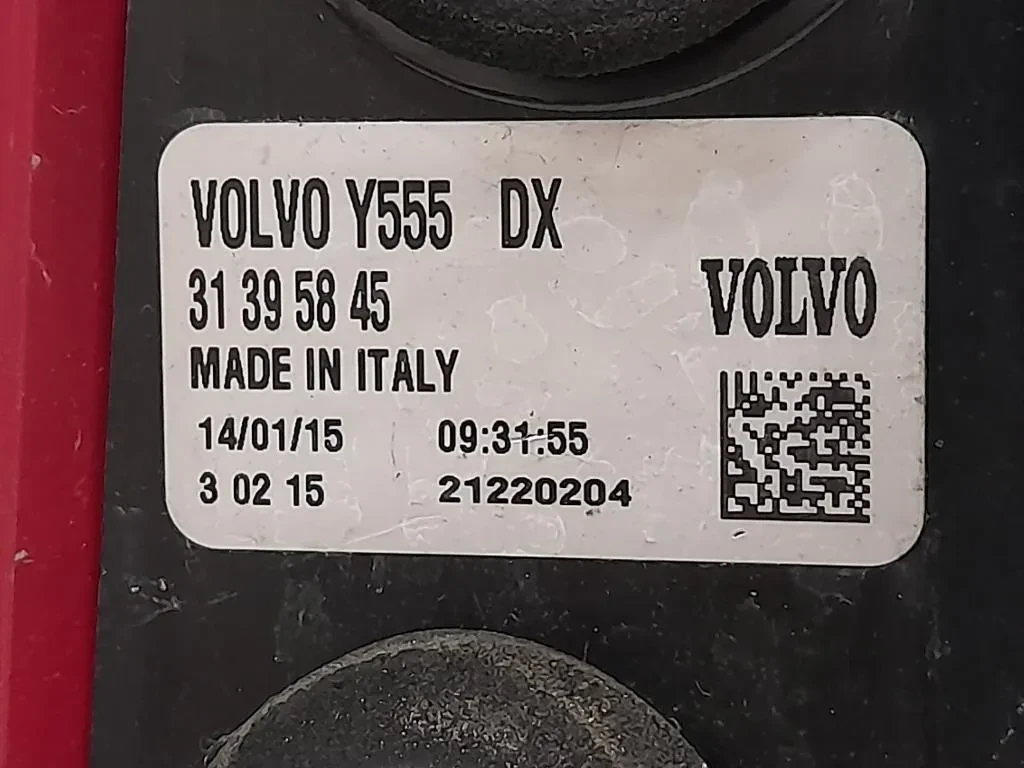 VOLVO Y555 DX
31 39 58 45
VOLVO
MADE IN ITALY
14/01/15 09:31:55
3 02 15 21220204